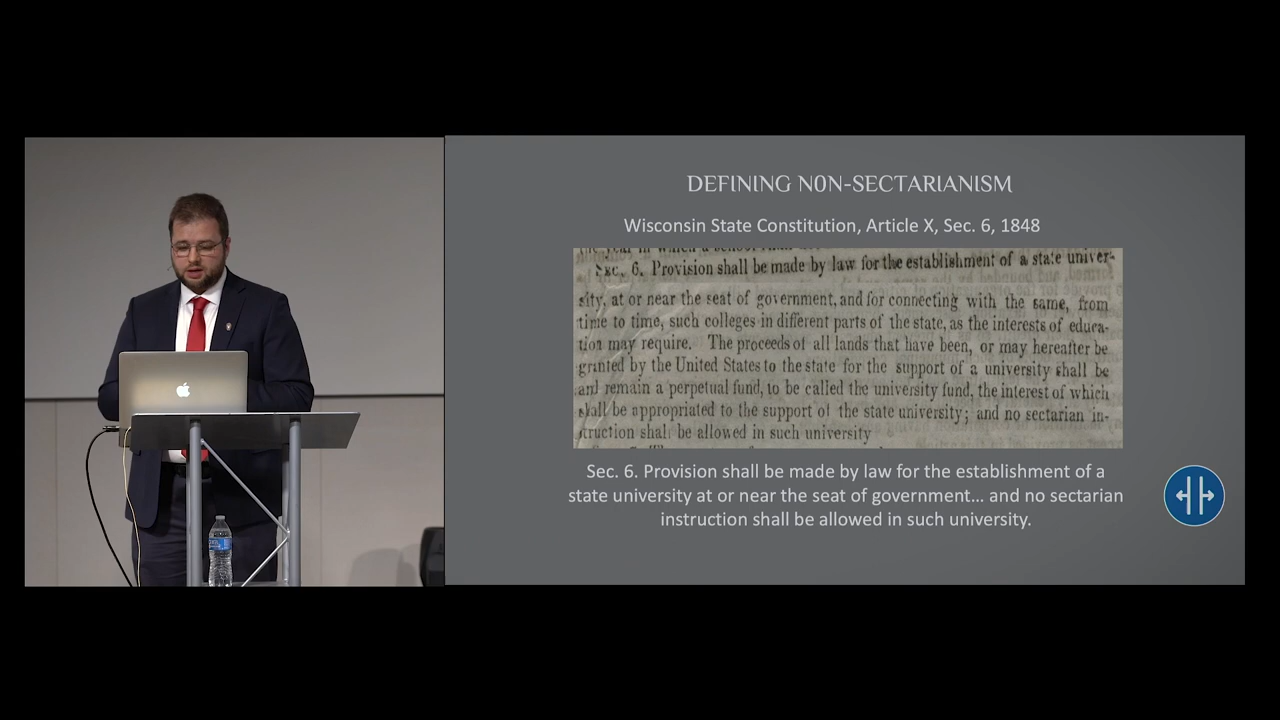 DEFINING NON-SECTARIANISM
Wisconsin State Constitution, Article X, Sec. 6, 1848
Sec. 6. Provision shall be made by law for the establishment of a state univer-
sity, at or near the seat of government, and for connecting with the same, from
time to time, such colleges in different parts of the state, as the interests of educa-
tion may require. The proceeds of all lands that have been, or may hereafter be
granted by the United States to the state for the support of a university shall be
and remain a perpetual fund, to be called the university fund, the interest of which
shall be appropriated to the support of the state university; and no sectarian in-
struction shall be allowed in such university
Sec. 6. Provision shall be made by law for the establishment of a
state university at or near the seat of government... and no sectarian
instruction shall be allowed in such university.